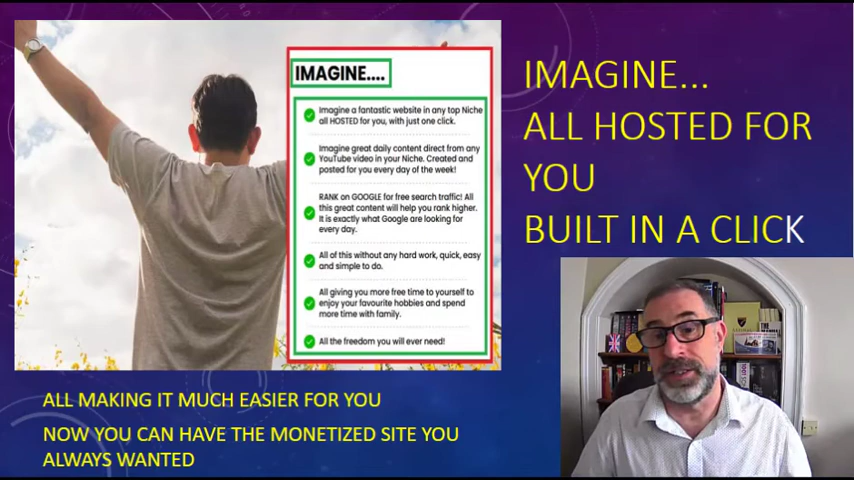 IMAGINE....
Imagine a fantastic website in any top Niche
all HOSTED for you, with just one click.
Imagine great daily content direct from any
YouTube video in your Niche. Created and
posted for you every day of the week!
RANK on GOOGLE for free search traffic! All
this great content will help you rank higher.
It is exactly what Google are looking for
every day.
All of this without any hard work, quick, easy
and simple to do.
All giving you more free time to yourself to
enjoy your favourite hobbies and spend
more time with family.
All the freedom you will ever need!
IMAGINE...
ALL HOSTED FOR
YOU
BUILT IN A CLICK
ALL MAKING IT MUCH EASIER FOR YOU
NOW YOU CAN HAVE THE MONETIZED SITE YOU
ALWAYS WANTED